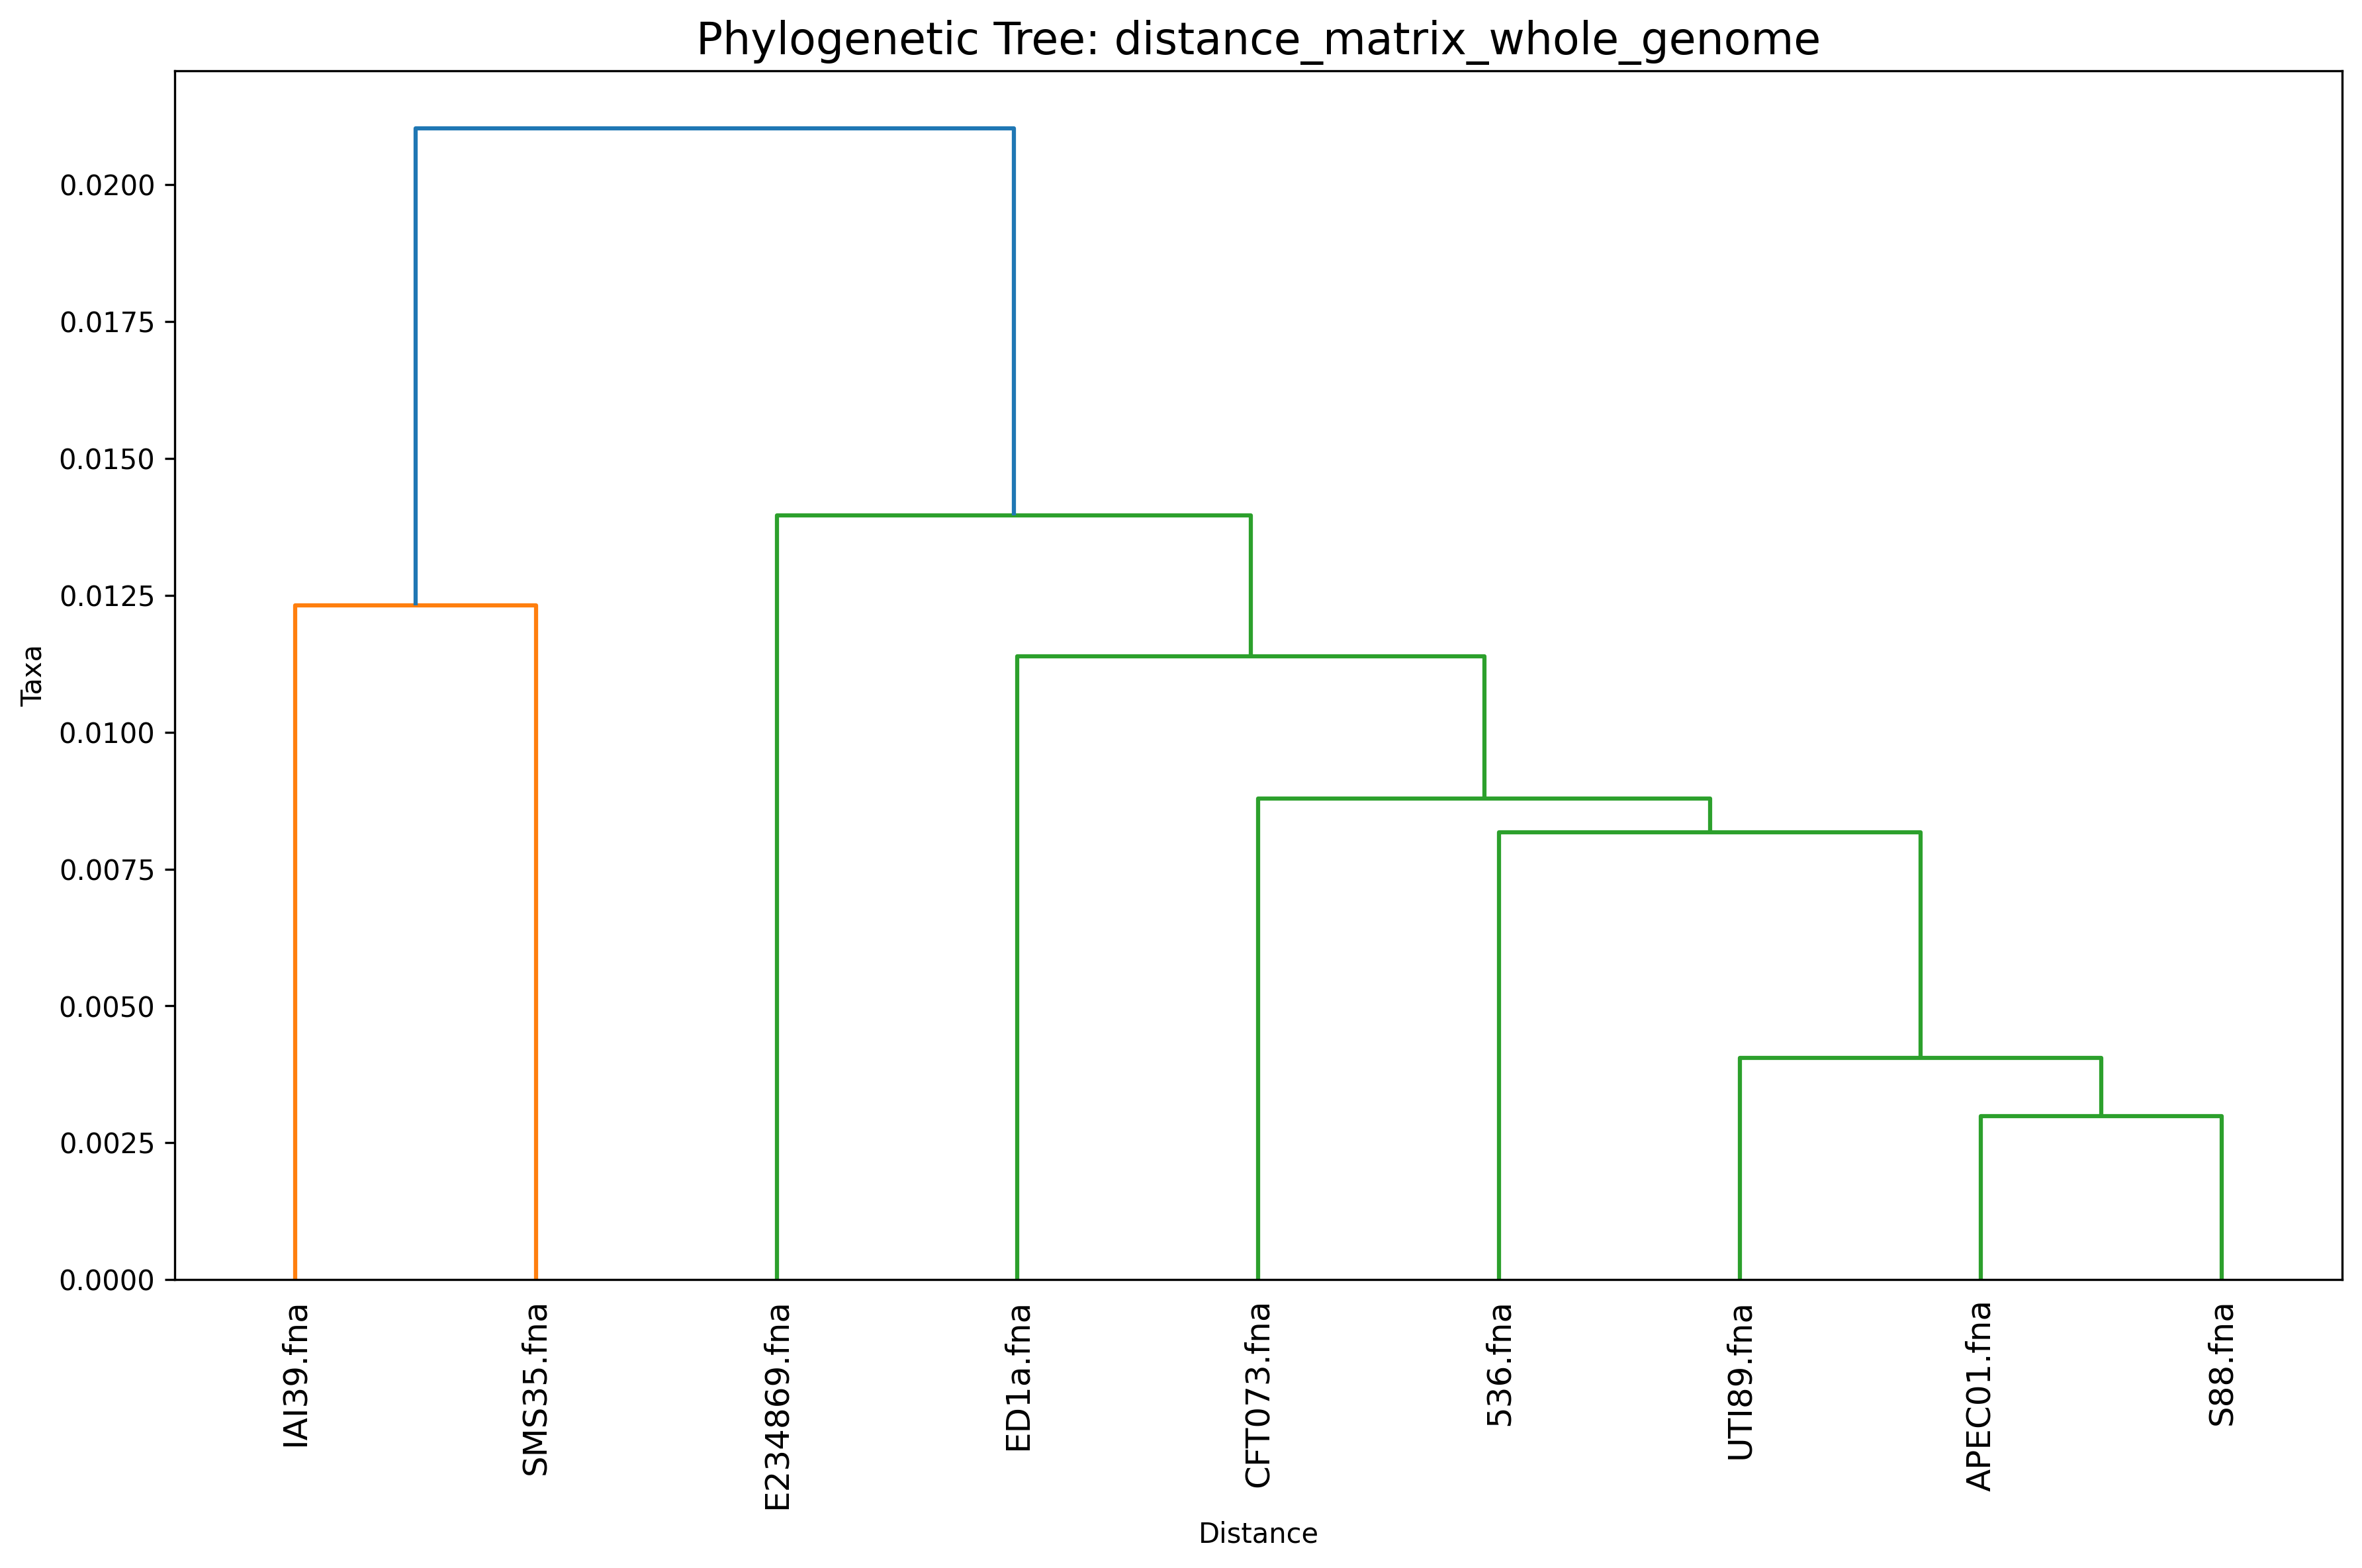 Phylogenetic Tree: distance_matrix_whole_genome
0.0200
0.0175
0.0150
0.0125
0.0100
0.0075
0.0050
0.0025
0.0000
Taxa
IAI39.fna
SMS35.fna
E234869.fna
ED1a.fna
CFT073.fna
536.fna
UTI89.fna
APEC01.fna
S88.fna
Distance